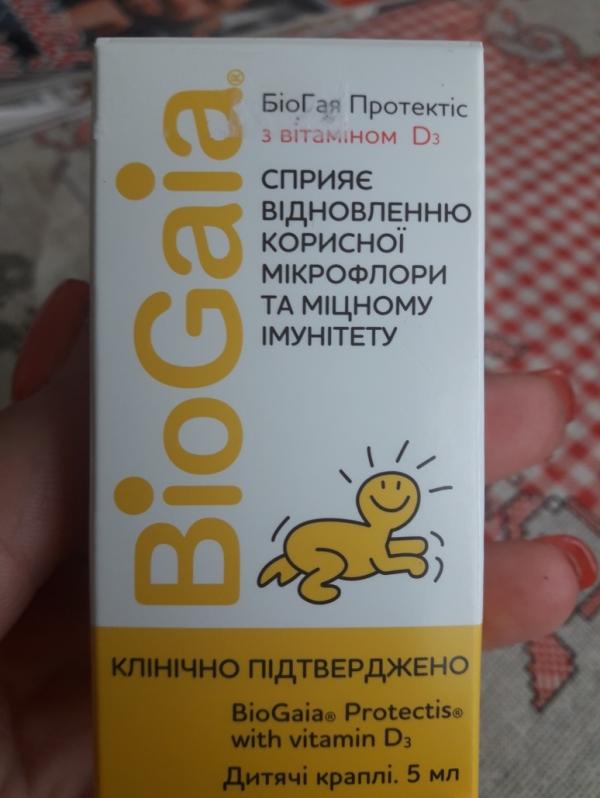 BioGaia®
БіоГая Протектіс
з вітаміном D₃
СПРИЯЄ
ВІДНОВЛЕННЮ
КОРИСНОЇ
МІКРОФЛОРИ
ТА МІЦНОМУ
ІМУНІТЕТУ
КЛІНІЧНО ПІДТВЕРДЖЕНО
BioGaia® Protectis®
with vitamin D₃
Дитячі краплі. 5 мл